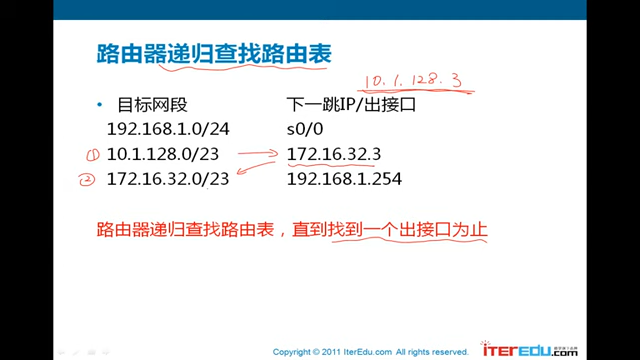 路由器递归查找路由表
10.1.128.3
• 目标网段 下一跳IP/出接口
192.168.1.0/24 s0/0
① 10.1.128.0/23 172.16.32.3
② 172.16.32.0/23 192.168.1.254
路由器递归查找路由表，直到找到一个出接口为止
Copyright © 2011 IterEdu.com All rights reserved.
iTEREDU.com